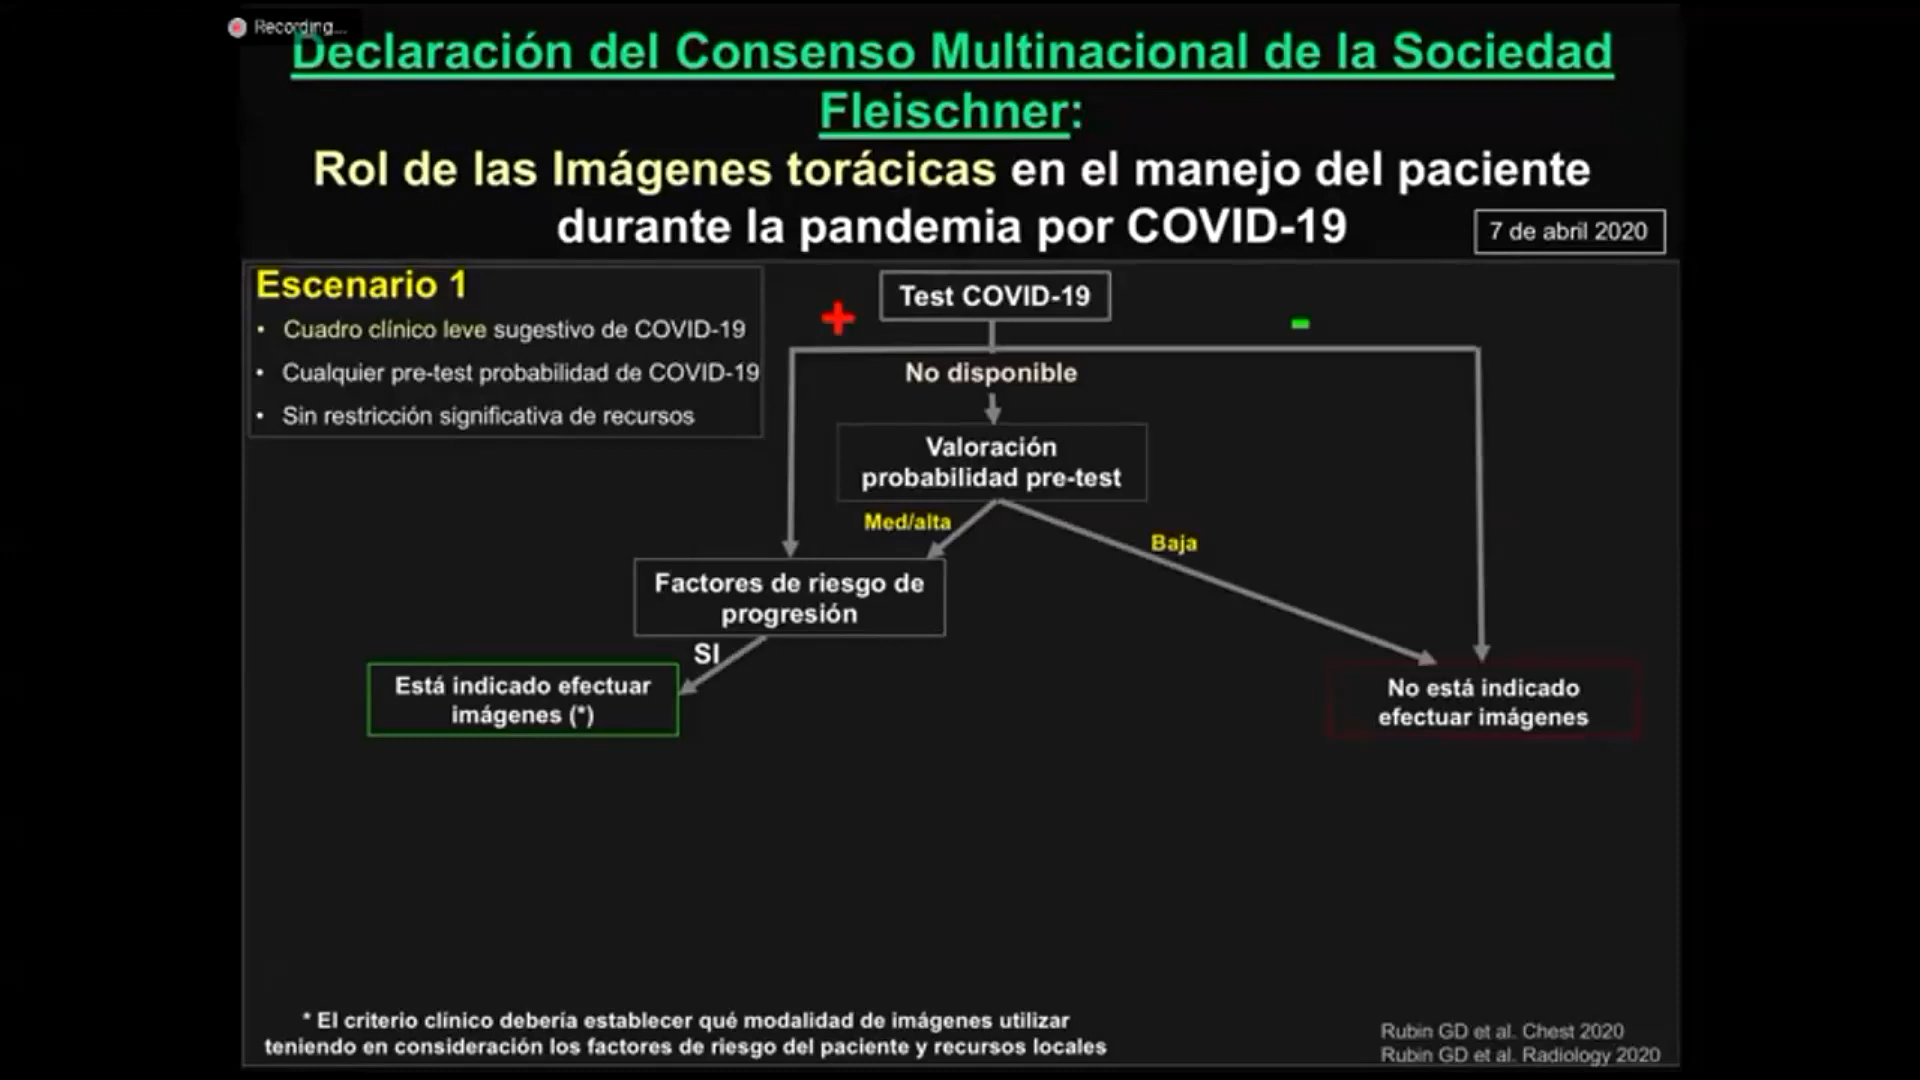 Recording...
Declaración del Consenso Multinacional de la Sociedad
Fleischner:
Rol de las Imágenes torácicas en el manejo del paciente
durante la pandemia por COVID-19
7 de abril 2020
Escenario 1
• Cuadro clínico leve sugestivo de COVID-19
• Cualquier pre-test probabilidad de COVID-19
• Sin restricción significativa de recursos
Test COVID-19
+
-
No disponible
Valoración
probabilidad pre-test
Med/alta
Baja
Factores de riesgo de
progresión
SI
Está indicado efectuar
imágenes (*)
No está indicado
efectuar imágenes
* El criterio clínico debería establecer qué modalidad de imágenes utilizar
teniendo en consideración los factores de riesgo del paciente y recursos locales
Rubin GD et al. Chest 2020
Rubin GD et al. Radiology 2020